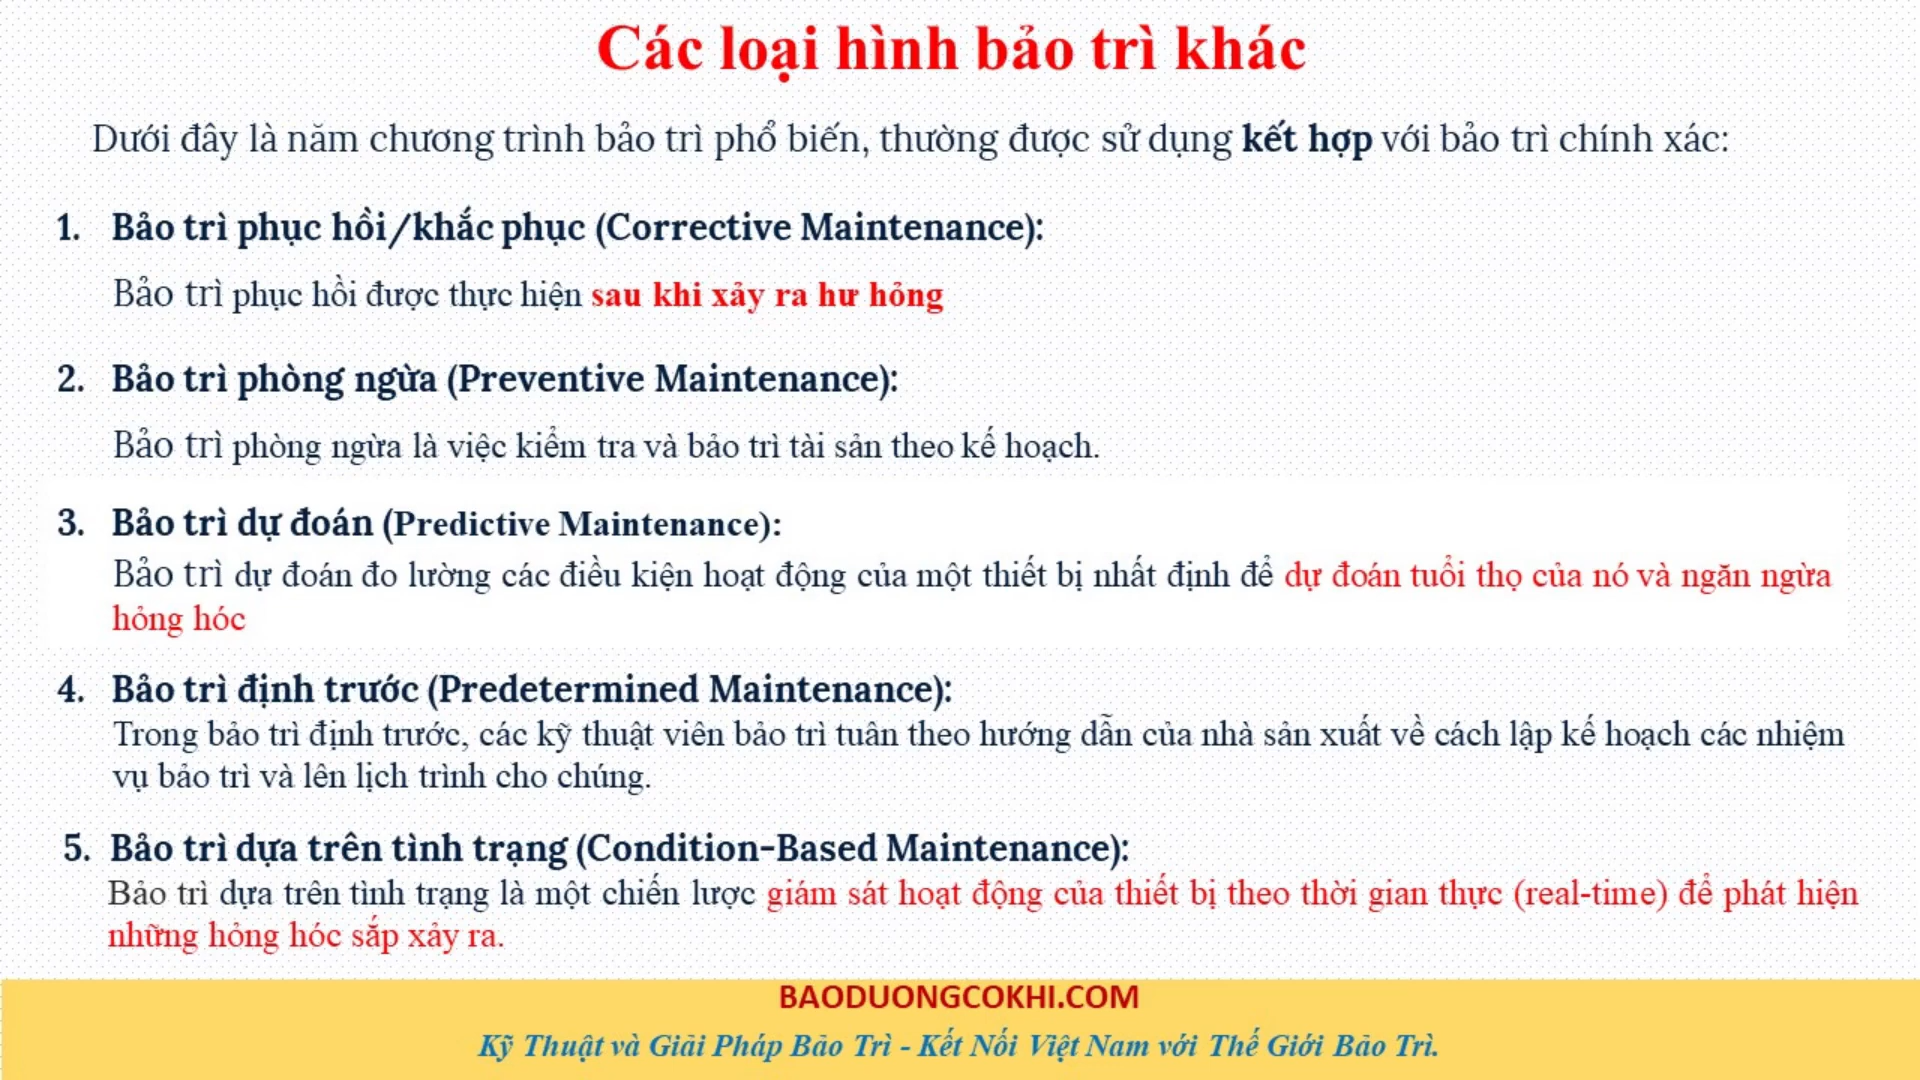 Các loại hình bảo trì khác
Dưới đây là năm chương trình bảo trì phổ biến, thường được sử dụng kết hợp với bảo trì chính xác:
1. Bảo trì phục hồi/khắc phục (Corrective Maintenance):
Bảo trì phục hồi được thực hiện sau khi xảy ra hư hỏng
2. Bảo trì phòng ngừa (Preventive Maintenance):
Bảo trì phòng ngừa là việc kiểm tra và bảo trì tài sản theo kế hoạch.
3. Bảo trì dự đoán (Predictive Maintenance):
Bảo trì dự đoán đo lường các điều kiện hoạt động của một thiết bị nhất định để dự đoán tuổi thọ của nó và ngăn ngừa
hỏng hóc
4. Bảo trì định trước (Predetermined Maintenance):
Trong bảo trì định trước, các kỹ thuật viên bảo trì tuân theo hướng dẫn của nhà sản xuất về cách lập kế hoạch các nhiệm
vụ bảo trì và lên lịch trình cho chúng.
5. Bảo trì dựa trên tình trạng (Condition-Based Maintenance):
Bảo trì dựa trên tình trạng là một chiến lược giám sát hoạt động của thiết bị theo thời gian thực (real-time) để phát hiện
những hỏng hóc sắp xảy ra.
BAODUONGCOKHI.COM
Kỹ Thuật và Giải Pháp Bảo Trì - Kết Nối Việt Nam với Thế Giới Bảo Trì.